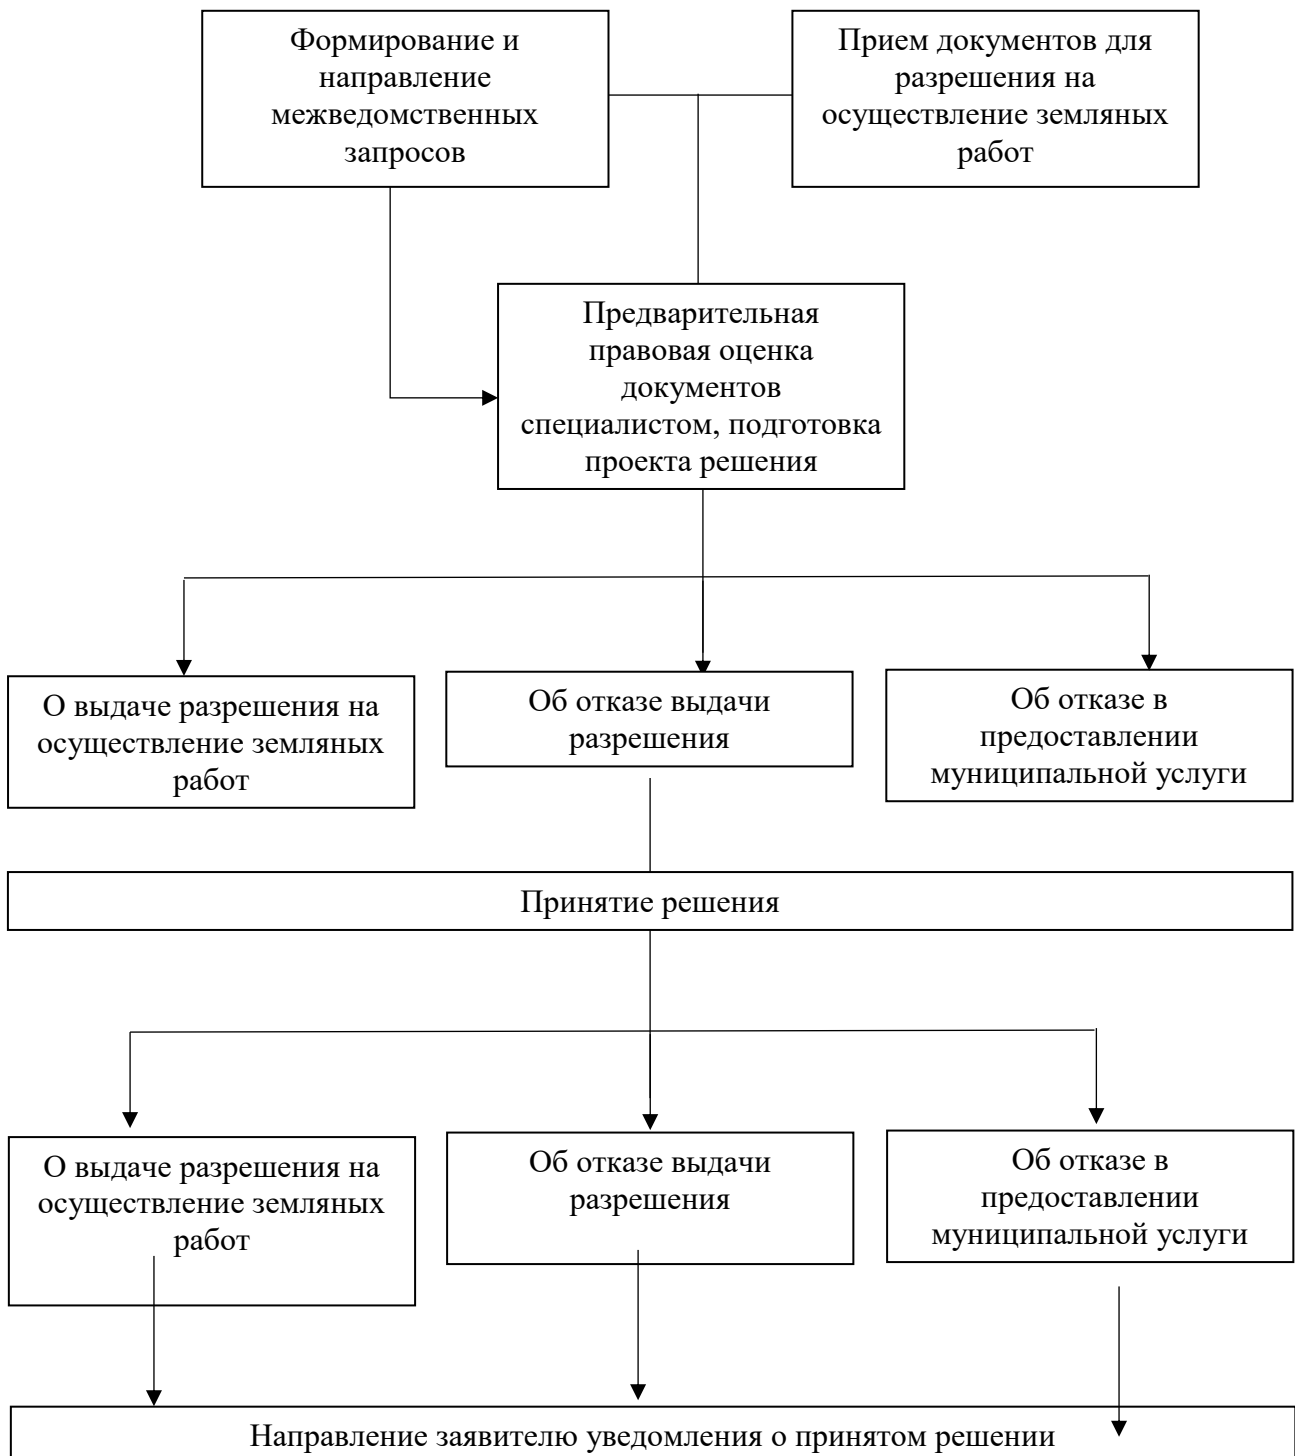 Формирование и
направление
межведомственных
запросов
Прием документов для
разрешения на
осуществление земляных
работ
Предварительная
правовая оценка
документов
специалистом, подготовка
проекта решения
О выдаче разрешения на
осуществление земляных
работ
Об отказе выдачи
разрешения
Об отказе в
предоставлении
муниципальной услуги
Принятие решения
О выдаче разрешения на
осуществление земляных
работ
Об отказе выдачи
разрешения
Об отказе в
предоставлении
муниципальной услуги
Направление заявителю уведомления о принятом решении